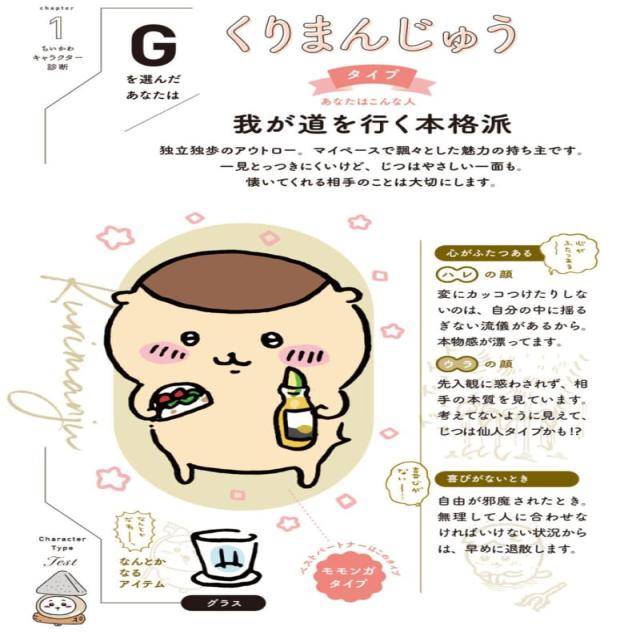 chapter
1
ちいかわ
キャラクター
診断
G
を選んだ
あなたは
くりまんじゅう
タイプ
あなたはこんな人
我が道を行く本格派
独立独歩のアウトロー。マイペースで飄々とした魅力の持ち主です。
一見とっつきにくいけど、じつはやさしい一面も。
懐いてくれる相手のことは大切にします。
Kurimanju
心がふたつある
心が
ふたつある
ハレの顔
変にカッコつけたりしな
いのは、自分の中に揺る
ぎない流儀があるから。
本物感が漂ってます。
ウラの顔
先入観に惑わされず、相
手の本質を見ています。
考えてないように見えて、
じつは仙人タイプかも!?
喜びが
ない…
喜びがないとき
自由が邪魔されたとき。
無理して人に合わせな
ければいけない状況から
は、早めに退散します。
Character
Type
Test
なんとか
なれーッ
なんとか
なる
アイテム
グラス
ベストパートナーはこのタイプ
モモンガ
タイプ